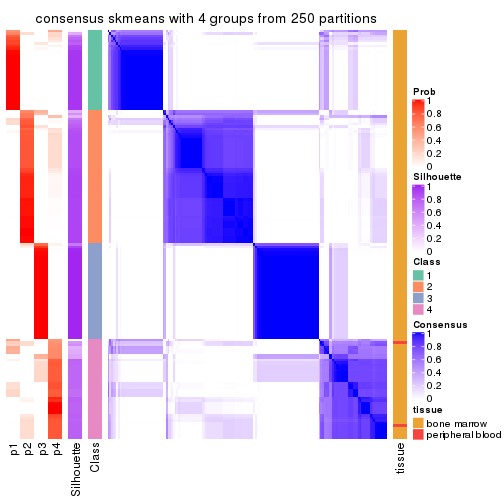 consensus skmeans with 4 groups from 250 partitions
Prob
1
0.8
0.6
0.4
0.2
0
Silhouette
1
0.8
0.6
0.4
0.2
0
Class
1
2
3
4
Consensus
1
0.8
0.6
0.4
0.2
0
tissue
bone marrow
peripheral blood
p1
p2
p3
p4
Silhouette
Class
tissue